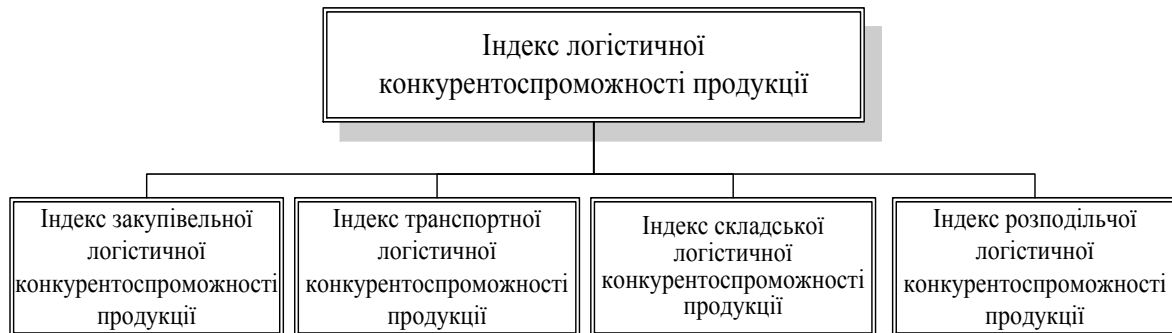 Індекс логістичної
конкурентоспроможності продукції
Індекс закупівельної
логістичної
конкурентоспроможності
продукції
Індекс транспортної
логістичної
конкурентоспроможності
продукції
Індекс складської
логістичної
конкурентоспроможності
продукції
Індекс розподільчої
логістичної
конкурентоспроможності
продукції